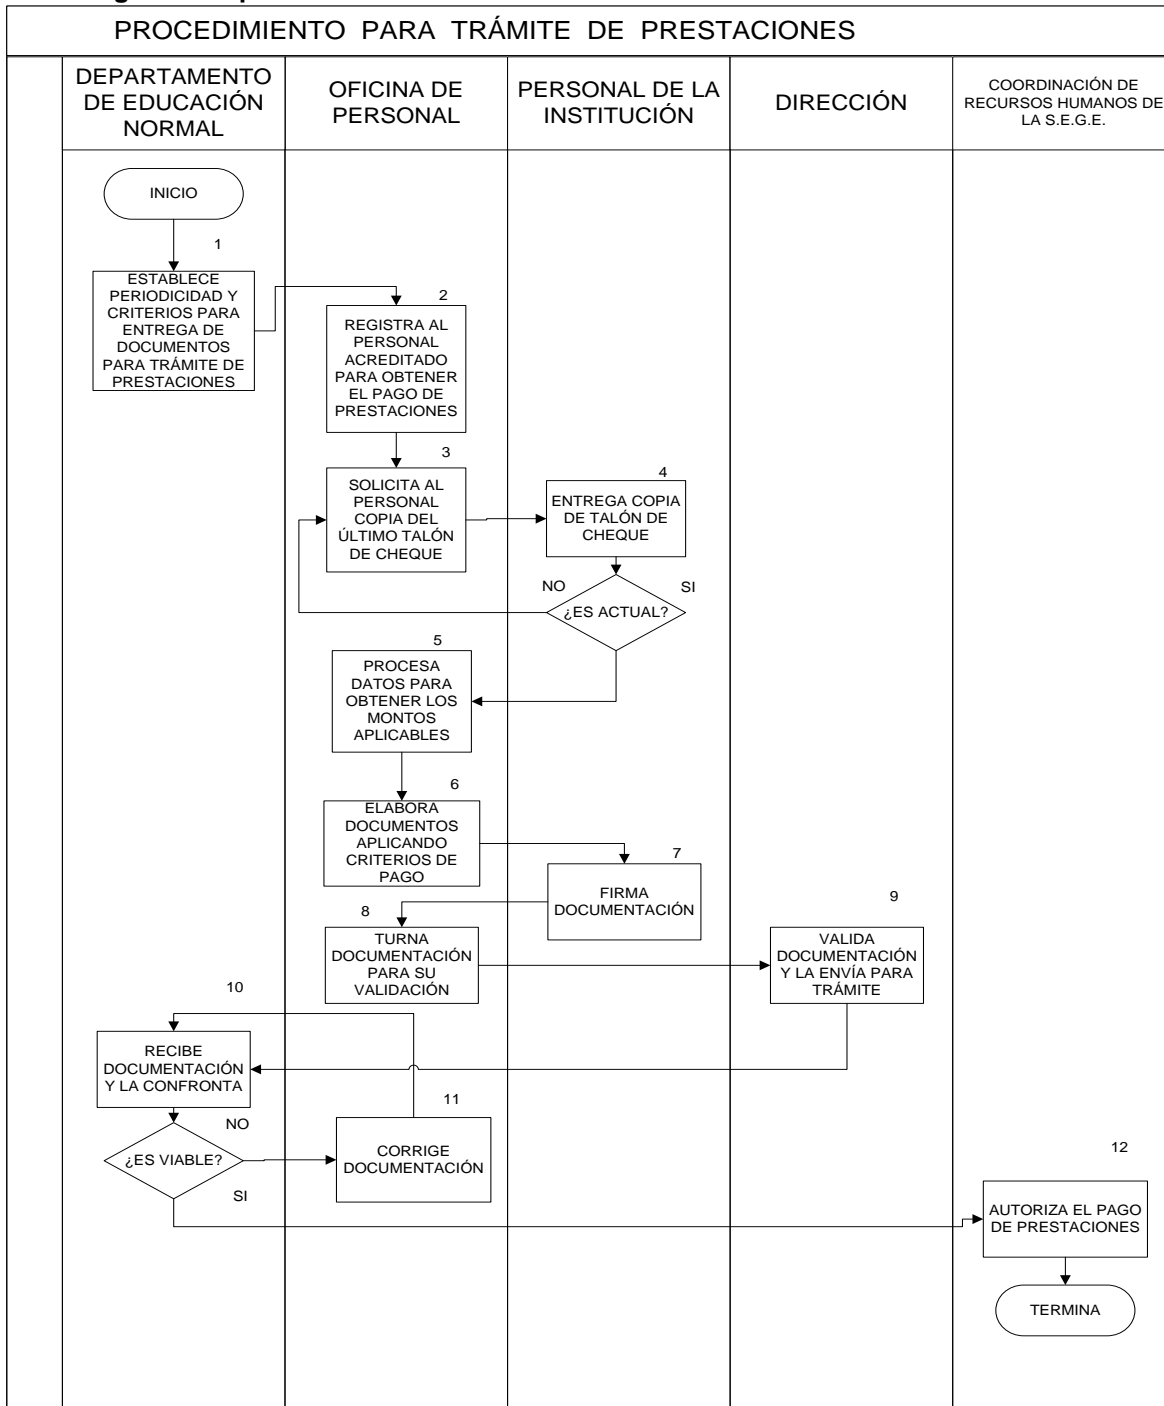 PROCEDIMIENTO PARA TRÁMITE DE PRESTACIONES
DEPARTAMENTO
DE EDUCACIÓN
NORMAL
OFICINA DE
PERSONAL
PERSONAL DE LA
INSTITUCIÓN
DIRECCIÓN
COORDINACIÓN DE
RECURSOS HUMANOS DE
LA S.E.G.E.
INICIO
1
ESTABLECE
PERIODICIDAD Y
CRITERIOS PARA
ENTREGA DE
DOCUMENTOS
PARA TRÁMITE DE
PRESTACIONES
2
REGISTRA AL
PERSONAL
ACREDITADO
PARA OBTENER
EL PAGO DE
PRESTACIONES
3
SOLICITA AL
PERSONAL
COPIA DEL
ÚLTIMO TALÓN
DE CHEQUE
4
ENTREGA COPIA
DE TALÓN DE
CHEQUE
NO
SI
¿ES ACTUAL?
5
PROCESA
DATOS PARA
OBTENER LOS
MONTOS
APLICABLES
6
ELABORA
DOCUMENTOS
APLICANDO
CRITERIOS DE
PAGO
7
FIRMA
DOCUMENTACIÓN
8
TURNA
DOCUMENTACIÓN
PARA SU
VALIDACIÓN
9
VALIDA
DOCUMENTACIÓN
Y LA ENVÍA PARA
TRÁMITE
10
RECIBE
DOCUMENTACIÓN
Y LA CONFRONTA
NO
¿ES VIABLE?
SI
11
CORRIGE
DOCUMENTACIÓN
12
AUTORIZA EL PAGO
DE PRESTACIONES
TERMINA